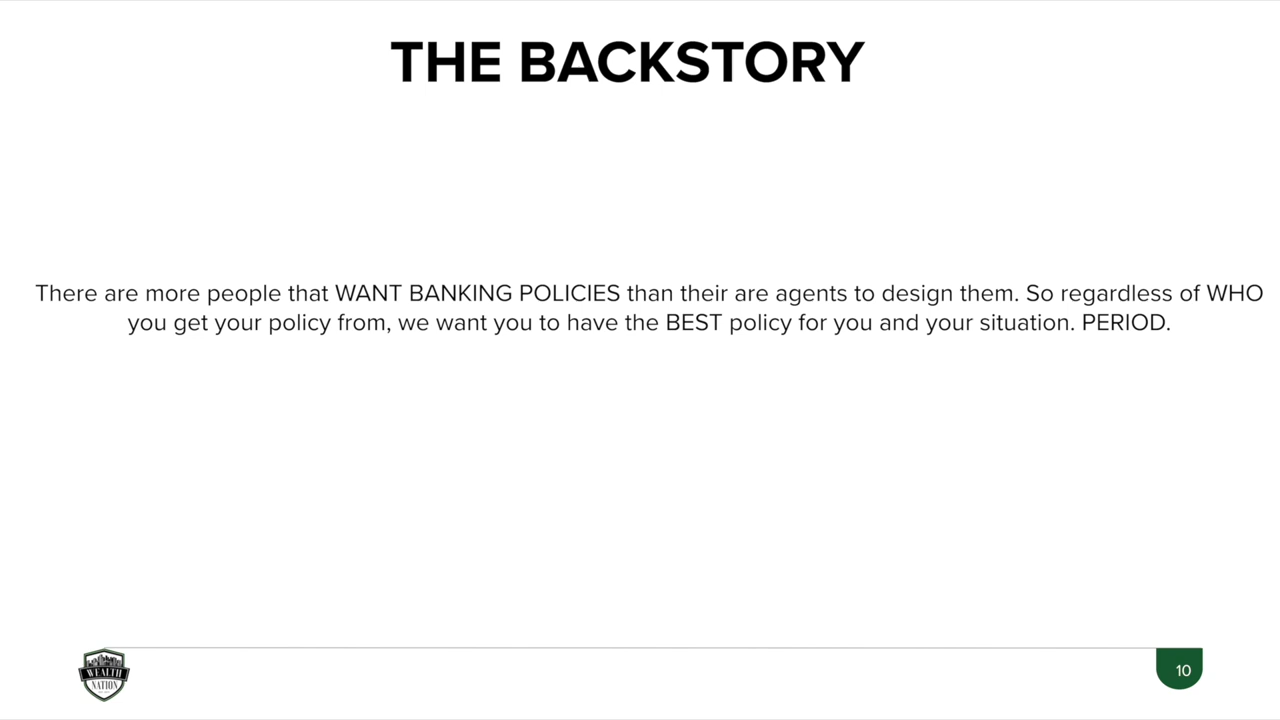 THE BACKSTORY
There are more people that WANT BANKING POLICIES than their are agents to design them. So regardless of WHO
you get your policy from, we want you to have the BEST policy for you and your situation. PERIOD.
WEALTH
NATION
10